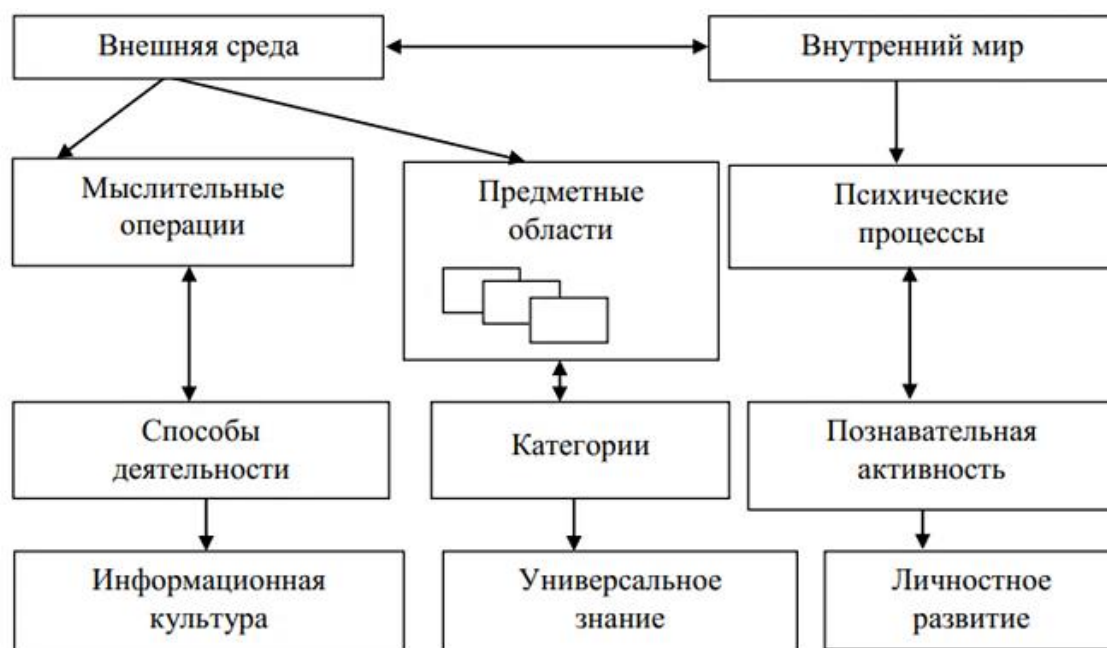 Внешняя среда
Внутренний мир
Мыслительные
операции
Предметные
области
Психические
процессы
Способы
деятельности
Категории
Познавательная
активность
Информационная
культура
Универсальное
знание
Личностное
развитие